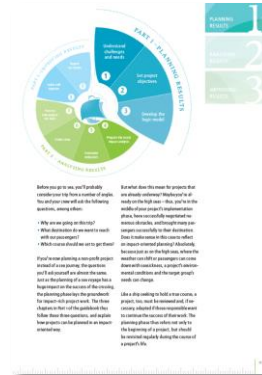 PLANNING
RESULTS
1
2
3
PART 1 · PLANNING RESULTS
Understand
challenges
and needs
1
Set project
objectives
2
Develop the
logic model
3
Before you go to sea, you'll probably
consider your trip from a number of angles.
You and your crew will ask the following
questions, among others:
• Why are we going on this trip?
• What destination do we want to reach
with our passengers?
• Which course should we set to get there?
If you're now planning a non-profit project
instead of a sea journey, the questions
you'll ask yourself are almost the same.
Just as the planning of a sea voyage has a
huge impact on the success of the crossing,
the planning phase lays the groundwork
for impact-rich project work. The three
chapters in Part 1 of the guidebook thus
follow these three questions, and explain
how projects can be planned in an impact-
oriented way.
But what does this mean for projects that
are already underway? Maybe you're al-
ready on the high seas – thus, you're in the
middle of your project's implementation
phase, have successfully negotiated nu-
merous obstacles, and brought many pas-
sengers successfully to their destination.
Does it make sense in this case to reflect
on impact-oriented planning? Absolutely,
because just as on the high seas, where the
weather can shift or passengers can come
down with seasickness, a project's environ-
mental conditions and the target group's
needs can change.
Like a ship seeking to hold a true course, a
project, too, must be reviewed and, if ne-
cessary, adapted if those responsible want
to continue the success of their work. The
planning phase thus refers not only to
the beginning of a project, but should
be revisited regularly during the course of
a project's life.